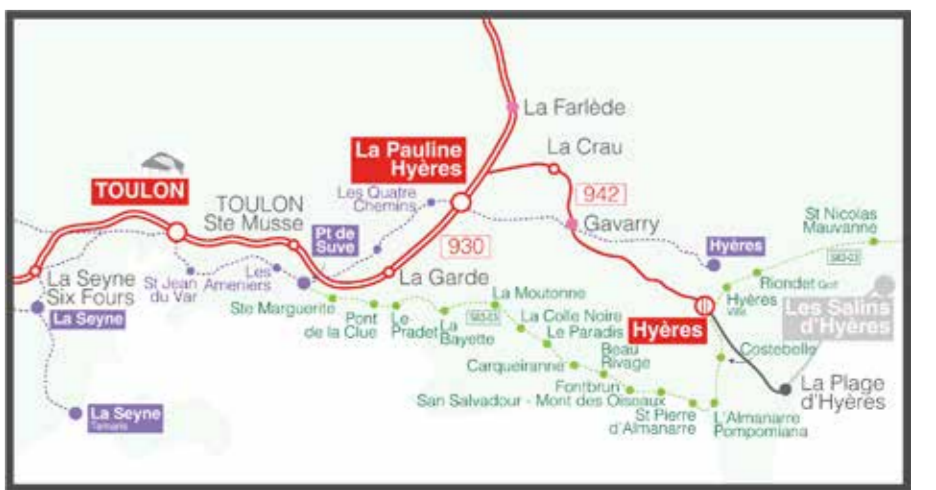 La Farlède
La Pauline
Hyères
La Crau
TOULON
Les Quatre
Chemins
942
TOULON
Ste Musse
Gavarry
St Nicolas
Mauvanne
Pt de
Suve
930
Hyères
La Seyne
Six Fours
St Jean
du Var
Les
Ameniers
La Garde
Riondet Golf
La Seyne
Ste Marguerite
Pont
de la Clue
Le
Pradet
La
Bayette
La Moutonne
La Colle Noire
Le Paradis
Hyères
Ville
Hyères
Les Salins
d'Hyères
Beau
Rivage
Costebelle
Carqueiranne
Fontbrun
La Plage
d'Hyères
San Salvadour - Mont des Oiseaux
La Seyne
Tamaris
St Pierre
d'Almanarre
L'Almanarre
Pompomiana